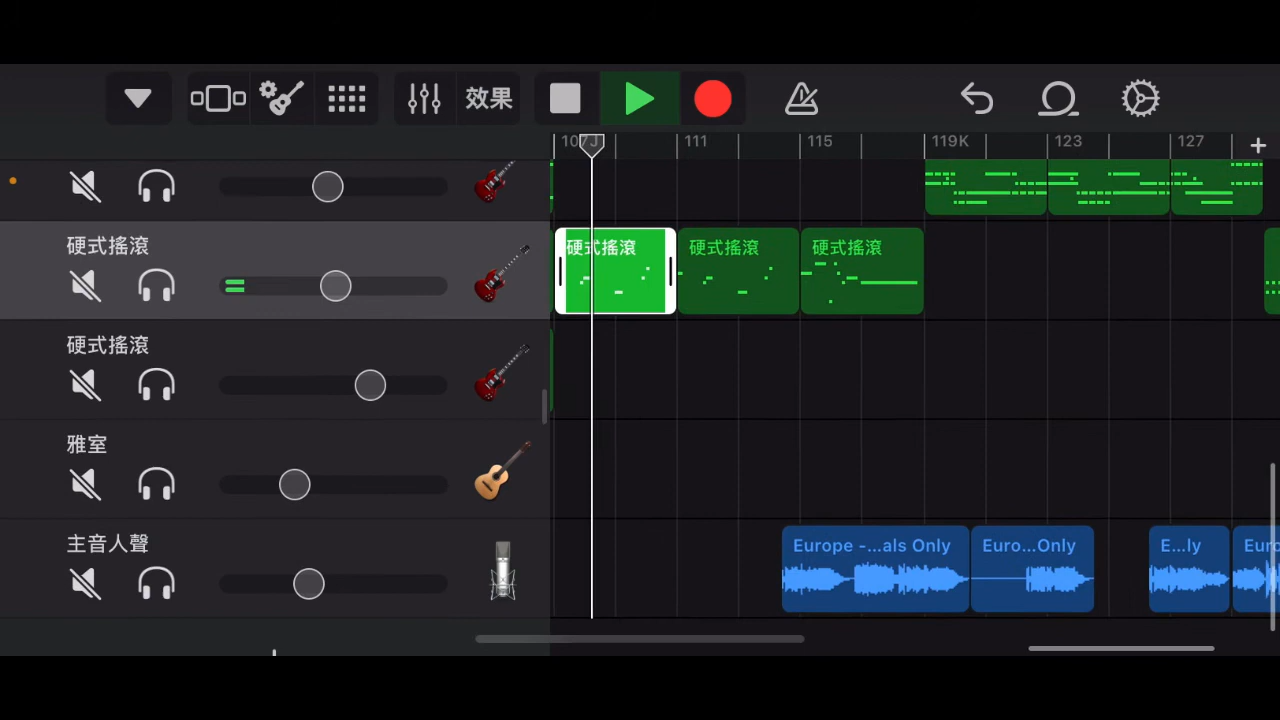 效果
107J 111 115 119K 123 127
硬式搖滾
硬式搖滾 硬式搖滾 硬式搖滾
硬式搖滾
雅室
主音人聲
Europe -...als Only Euro...Only E...ly Euro